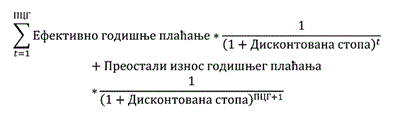 ПЦГ
∑ Ефективно годишње плаћање * 1
t=1 (1 + Дисконтована стопа)^t
+ Преостали износ годишњег плаћања
* 1
(1 + Дисконтована стопа)^ПЦГ+1